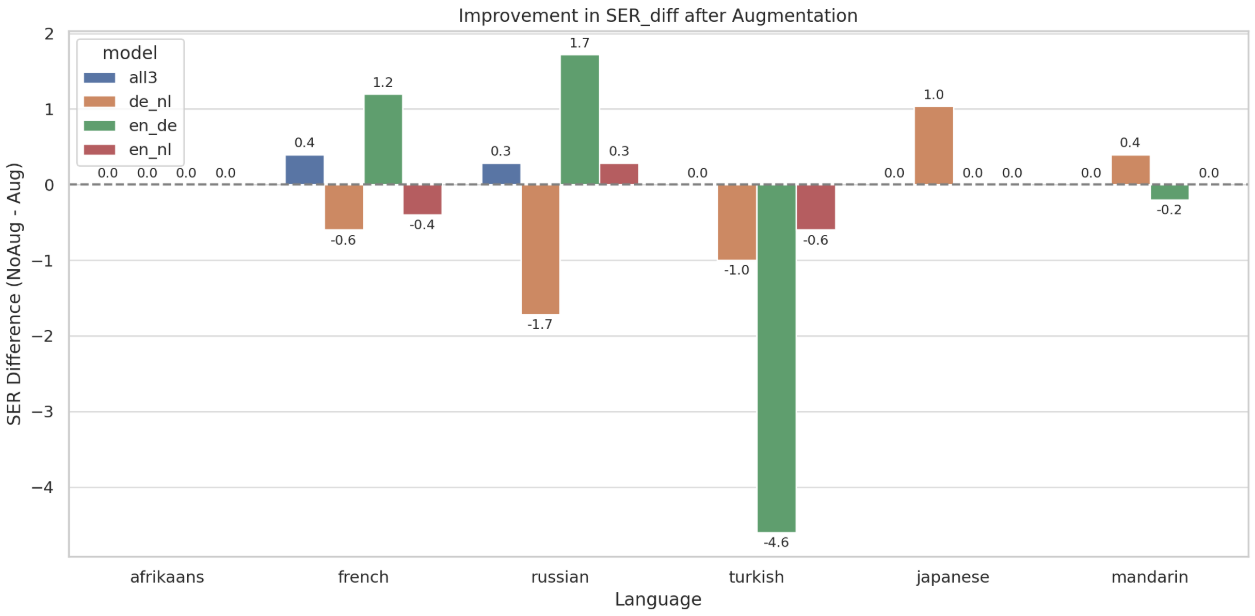 Improvement in SER_diff after Augmentation
SER Difference (NoAug - Aug)
2
1
0
−1
−2
−3
−4
model
all3
de_nl
en_de
en_nl
0.0 0.0 0.0 0.0
0.4 -0.6 1.2 -0.4
0.3 -1.7 1.7 0.3
0.0 -1.0 -4.6 -0.6
0.0 1.0 0.0 0.0
0.0 0.4 -0.2 0.0
afrikaans french russian turkish japanese mandarin
Language